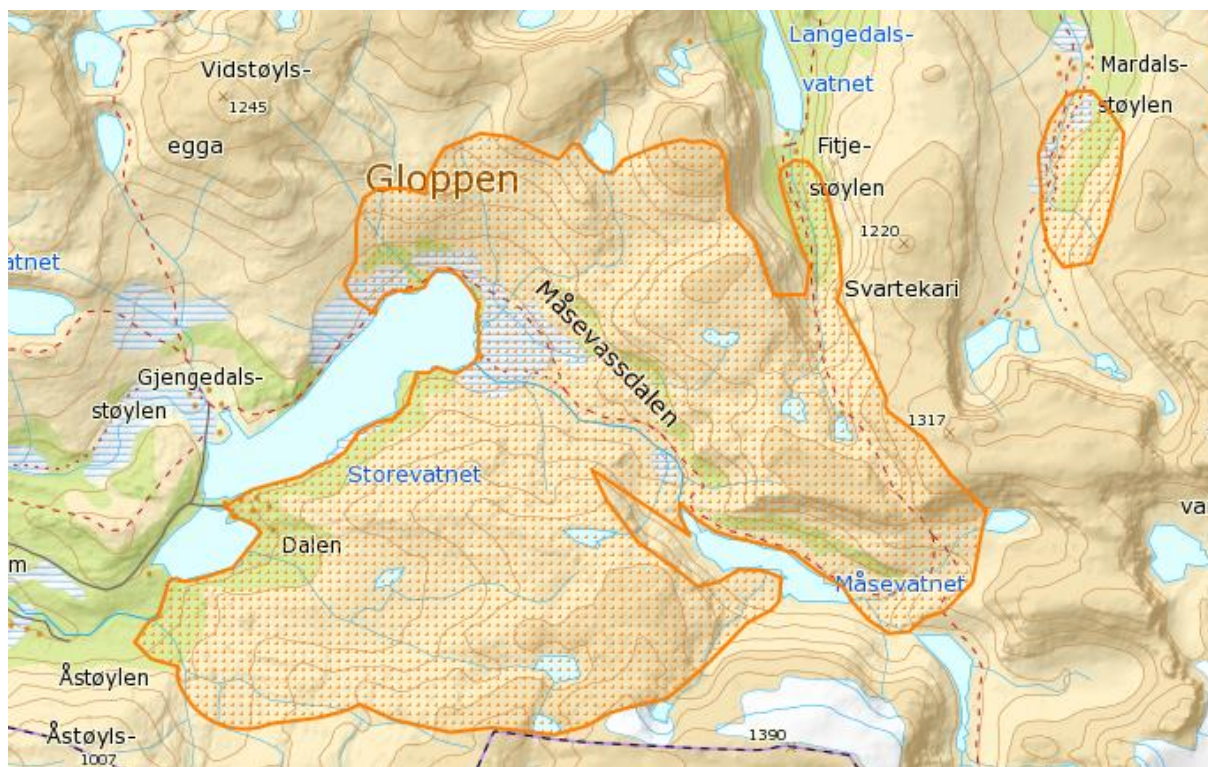 Langedals-
vatnet
Mardals-
støylen
Vidstøyls-
1245
egga
Gloppen
Fitje-
støylen
1220
atnet
Svartekari
Måsevassdalen
Gjengedals-
støylen
1317
Storevatnet
va
Dalen
m
Måsevatnet
Åstøylen
Åstøyls-
1007
1390